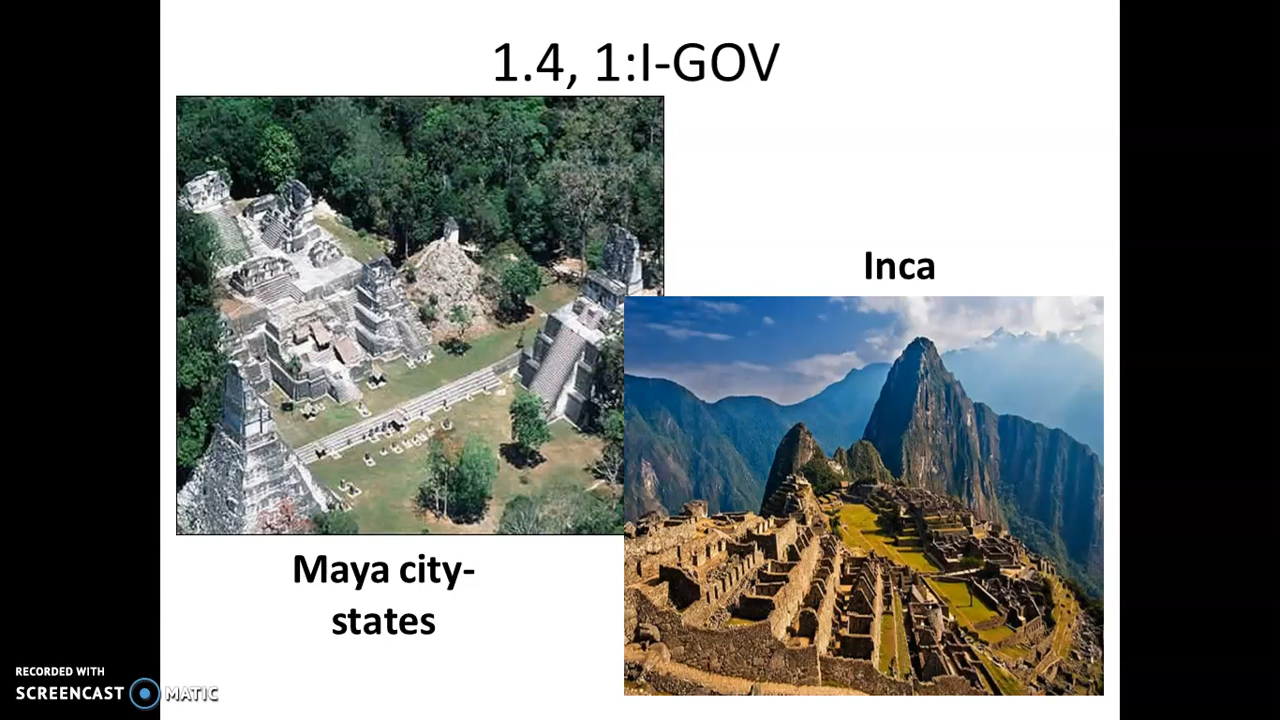 1.4, 1:I-GOV
Inca
Maya city-
states
RECORDED WITH
SCREENCAST MATIC